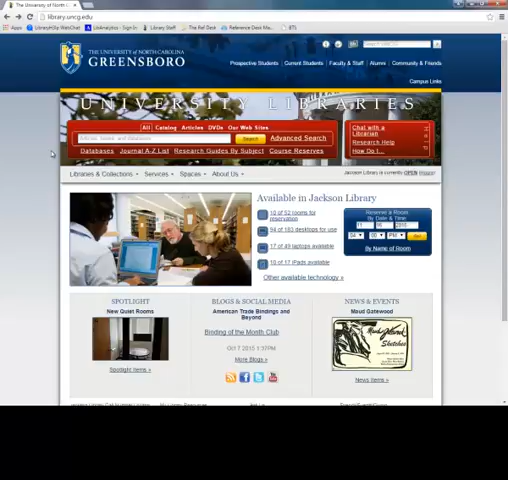 The University of North
library.uncg.edu
Apps
LibAnalytics - Sign In
Library Staff
The Ref Desk
Reference Desk Ma...
BTS
THE UNIVERSITY of NORTH CAROLINA
GREENSBORO
Prospective Students Current Students Faculty & Staff Alumni Community & Friends
Campus Links
UNIVERSITY LIBRARIES
All Catalog Articles DVDs Our Web Sites
Search
Advanced Search
Databases Journal A-Z List Research Guides By Subject Course Reserves
Chat with a
Librarian
Research Help
How Do I...
Libraries & Collections Services Spaces About Us
Jackson Library is currently OPEN
Available in Jackson Library
10 of 52 rooms for
reservation
94 of 163 desktops for use
17 of 49 laptops available
10 of 17 iPads available
Other available technology »
Reserve a Room
By Date & Time
11 2015
PM
By Name of Room
SPOTLIGHT
New Quiet Rooms
Spotlight Items »
BLOGS & SOCIAL MEDIA
American Trade Bindings and
Beyond
Binding of the Month Club
Oct 7 2015 1:37PM
More Blogs »
NEWS & EVENTS
Maud Gatewood
Sketches
News Items »